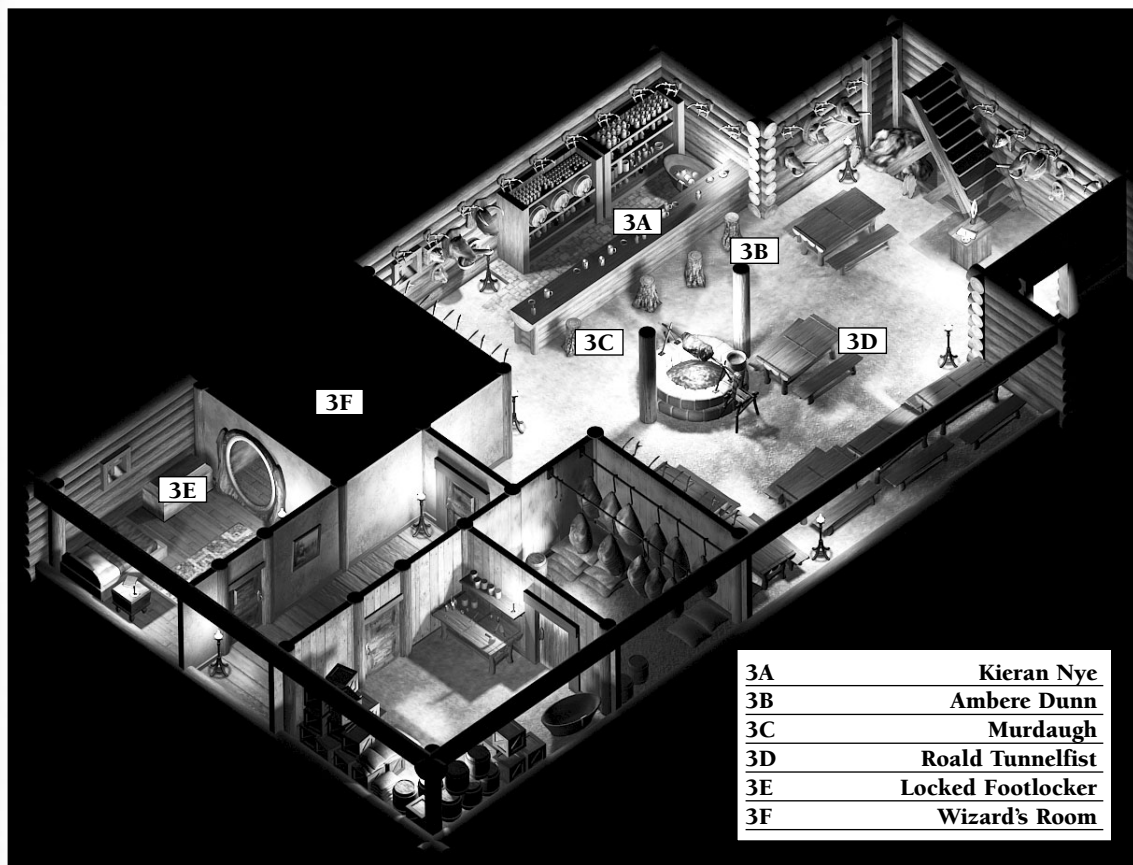 3A
3B
3C
3D
3F
3E
3A Kieran Nye
3B Ambere Dunn
3C Murdaugh
3D Roald Tunnelfist
3E Locked Footlocker
3F Wizard's Room